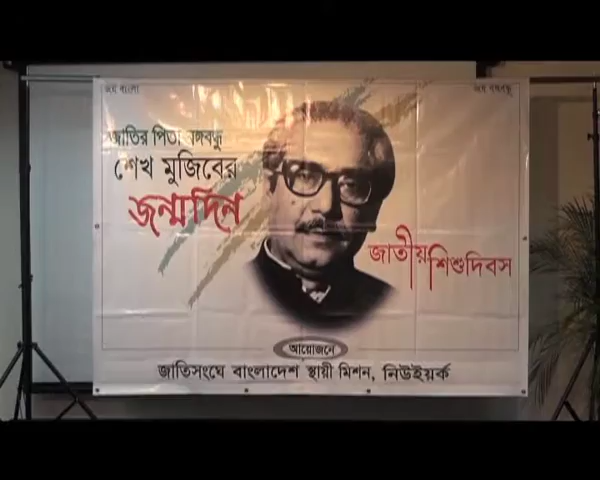 জয় বাংলা
জয় বঙ্গবন্ধু
জাতির পিতা বঙ্গবন্ধু
শেখ মুজিবের
জন্মদিন
জাতীয় শিশুদিবস
আয়োজনে
জাতিসংঘে বাংলাদেশ স্থায়ী মিশন, নিউইয়র্ক